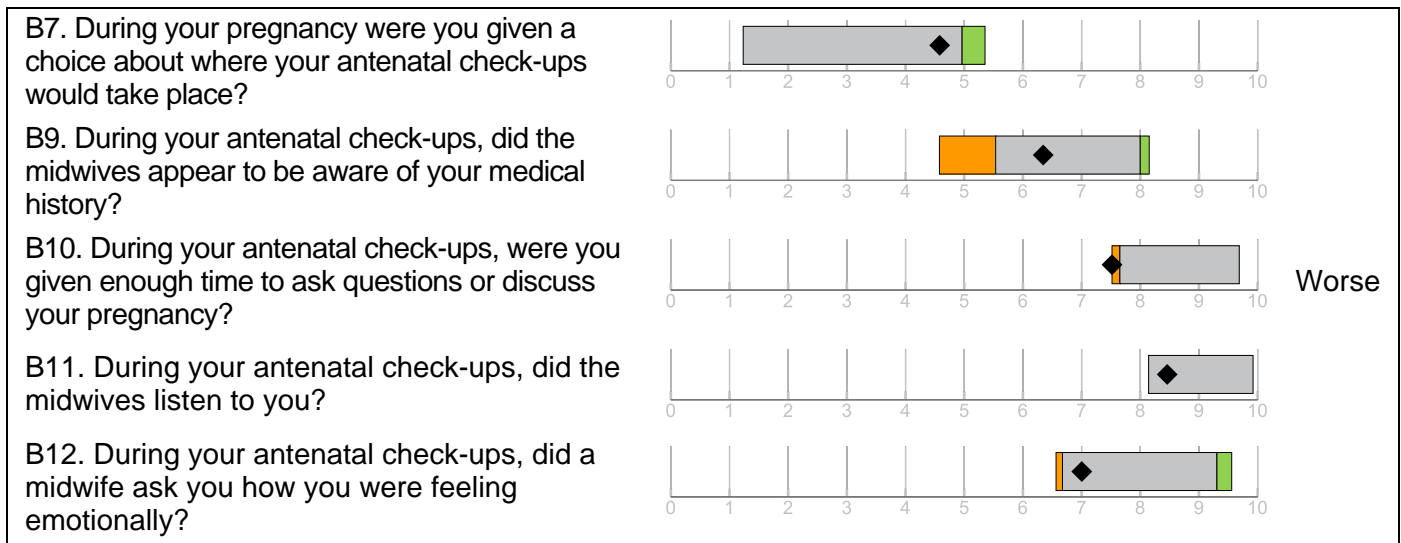 B7. During your pregnancy were you given a
choice about where your antenatal check-ups
would take place?
0 1 2 3 4 5 6 7 8 9 10
B9. During your antenatal check-ups, did the
midwives appear to be aware of your medical
history?
0 1 2 3 4 5 6 7 8 9 10
B10. During your antenatal check-ups, were you
given enough time to ask questions or discuss
your pregnancy?
0 1 2 3 4 5 6 7 8 9 10
Worse
B11. During your antenatal check-ups, did the
midwives listen to you?
0 1 2 3 4 5 6 7 8 9 10
B12. During your antenatal check-ups, did a
midwife ask you how you were feeling
emotionally?
0 1 2 3 4 5 6 7 8 9 10